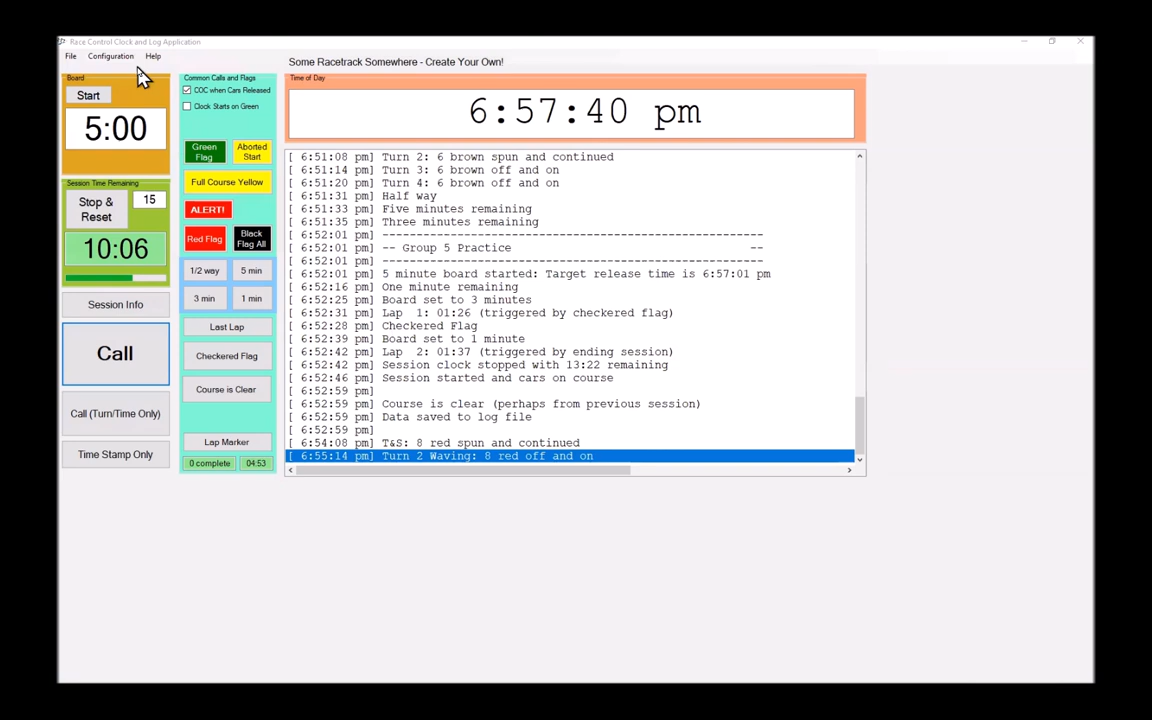 Race Control Clock and Log Application
File Configuration Help
Some Racetrack Somewhere - Create Your Own!
Board
Start
5:00
Session Time Remaining
Stop &
Reset
15
10:06
Session Info
Call
Call (Turn/Time Only)
Time Stamp Only
Common Calls and Flags
COC when Cars Released
Clock Starts on Green
Green
Flag
Aborted
Start
Full Course Yellow
ALERT!
Red Flag
Black
Flag All
1/2 way 5 min
3 min 1 min
Last Lap
Checkered Flag
Course is Clear
Lap Marker
0 complete 04:53
Time of Day
6:57:40 pm
[ 6:51:08 pm] Turn 2: 6 brown spun and continued
[ 6:51:14 pm] Turn 3: 6 brown off and on
[ 6:51:20 pm] Turn 4: 6 brown off and on
[ 6:51:31 pm] Half way
[ 6:51:33 pm] Five minutes remaining
[ 6:51:35 pm] Three minutes remaining
[ 6:52:01 pm] --------------------------------------------------------
[ 6:52:01 pm] -- Group 5 Practice --
[ 6:52:01 pm] --------------------------------------------------------
[ 6:52:01 pm] 5 minute board started: Target release time is 6:57:01 pm
[ 6:52:16 pm] One minute remaining
[ 6:52:25 pm] Board set to 3 minutes
[ 6:52:31 pm] Lap 1: 01:26 (triggered by checkered flag)
[ 6:52:28 pm] Checkered Flag
[ 6:52:39 pm] Board set to 1 minute
[ 6:52:42 pm] Lap 2: 01:37 (triggered by ending session)
[ 6:52:42 pm] Session clock stopped with 13:22 remaining
[ 6:52:46 pm] Session started and cars on course
[ 6:52:59 pm]
[ 6:52:59 pm] Course is clear (perhaps from previous session)
[ 6:52:59 pm] Data saved to log file
[ 6:52:59 pm]
[ 6:54:08 pm] T&S: 8 red spun and continued
[ 6:55:14 pm] Turn 2 Waving: 8 red off and on